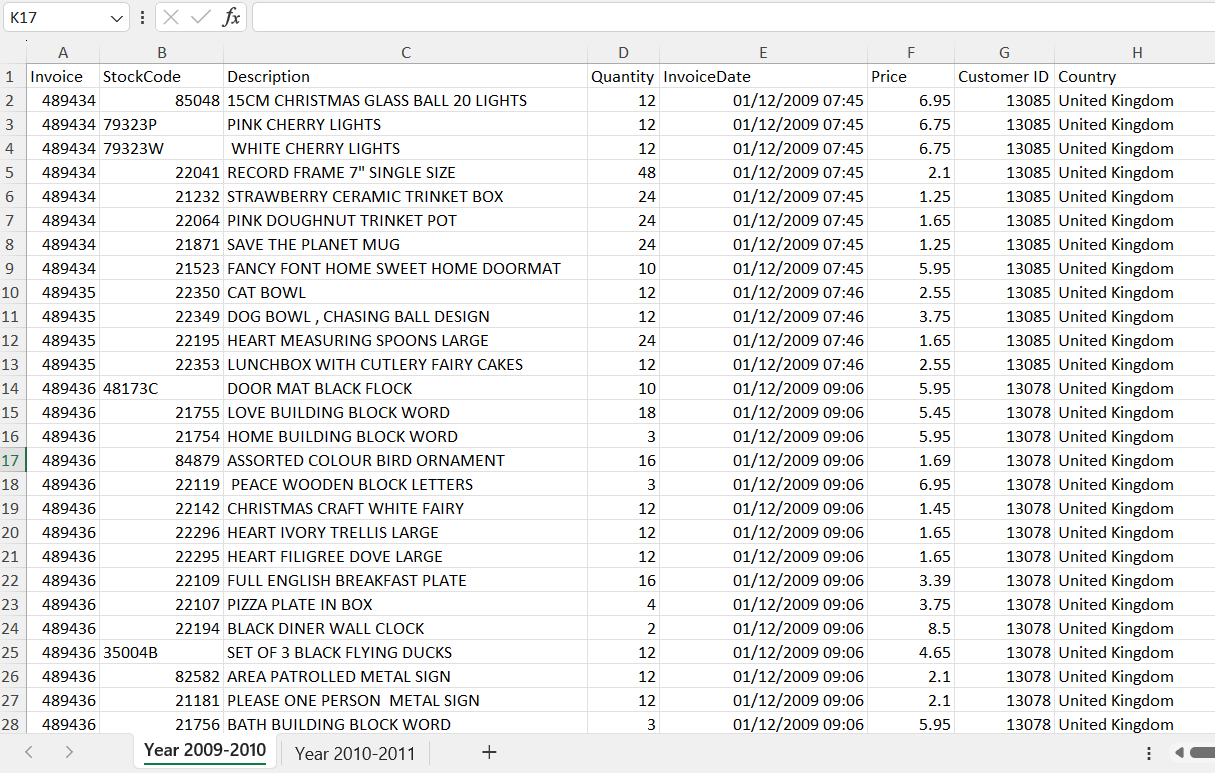 K17 fx
A B C D E F G H
1 Invoice StockCode Description Quantity InvoiceDate Price Customer ID Country
2 489434 85048 15CM CHRISTMAS GLASS BALL 20 LIGHTS 12 01/12/2009 07:45 6.95 13085 United Kingdom
3 489434 79323P PINK CHERRY LIGHTS 12 01/12/2009 07:45 6.75 13085 United Kingdom
4 489434 79323W WHITE CHERRY LIGHTS 12 01/12/2009 07:45 6.75 13085 United Kingdom
5 489434 22041 RECORD FRAME 7" SINGLE SIZE 48 01/12/2009 07:45 2.1 13085 United Kingdom
6 489434 21232 STRAWBERRY CERAMIC TRINKET BOX 24 01/12/2009 07:45 1.25 13085 United Kingdom
7 489434 22064 PINK DOUGHNUT TRINKET POT 24 01/12/2009 07:45 1.65 13085 United Kingdom
8 489434 21871 SAVE THE PLANET MUG 24 01/12/2009 07:45 1.25 13085 United Kingdom
9 489434 21523 FANCY FONT HOME SWEET HOME DOORMAT 10 01/12/2009 07:45 5.95 13085 United Kingdom
10 489435 22350 CAT BOWL 12 01/12/2009 07:46 2.55 13085 United Kingdom
11 489435 22349 DOG BOWL , CHASING BALL DESIGN 12 01/12/2009 07:46 3.75 13085 United Kingdom
12 489435 22195 HEART MEASURING SPOONS LARGE 24 01/12/2009 07:46 1.65 13085 United Kingdom
13 489435 22353 LUNCHBOX WITH CUTLERY FAIRY CAKES 12 01/12/2009 07:46 2.55 13085 United Kingdom
14 489436 48173C DOOR MAT BLACK FLOCK 10 01/12/2009 09:06 5.95 13078 United Kingdom
15 489436 21755 LOVE BUILDING BLOCK WORD 18 01/12/2009 09:06 5.45 13078 United Kingdom
16 489436 21754 HOME BUILDING BLOCK WORD 3 01/12/2009 09:06 5.95 13078 United Kingdom
17 489436 84879 ASSORTED COLOUR BIRD ORNAMENT 16 01/12/2009 09:06 1.69 13078 United Kingdom
18 489436 22119 PEACE WOODEN BLOCK LETTERS 3 01/12/2009 09:06 6.95 13078 United Kingdom
19 489436 22142 CHRISTMAS CRAFT WHITE FAIRY 12 01/12/2009 09:06 1.45 13078 United Kingdom
20 489436 22296 HEART IVORY TRELLIS LARGE 12 01/12/2009 09:06 1.65 13078 United Kingdom
21 489436 22295 HEART FILIGREE DOVE LARGE 12 01/12/2009 09:06 1.65 13078 United Kingdom
22 489436 22109 FULL ENGLISH BREAKFAST PLATE 16 01/12/2009 09:06 3.39 13078 United Kingdom
23 489436 22107 PIZZA PLATE IN BOX 4 01/12/2009 09:06 3.75 13078 United Kingdom
24 489436 22194 BLACK DINER WALL CLOCK 2 01/12/2009 09:06 8.5 13078 United Kingdom
25 489436 35004B SET OF 3 BLACK FLYING DUCKS 12 01/12/2009 09:06 4.65 13078 United Kingdom
26 489436 82582 AREA PATROLLED METAL SIGN 12 01/12/2009 09:06 2.1 13078 United Kingdom
27 489436 21181 PLEASE ONE PERSON  METAL SIGN 12 01/12/2009 09:06 2.1 13078 United Kingdom
28 489436 21756 BATH BUILDING BLOCK WORD 3 01/12/2009 09:06 5.95 13078 United Kingdom
Year 2009-2010 Year 2010-2011